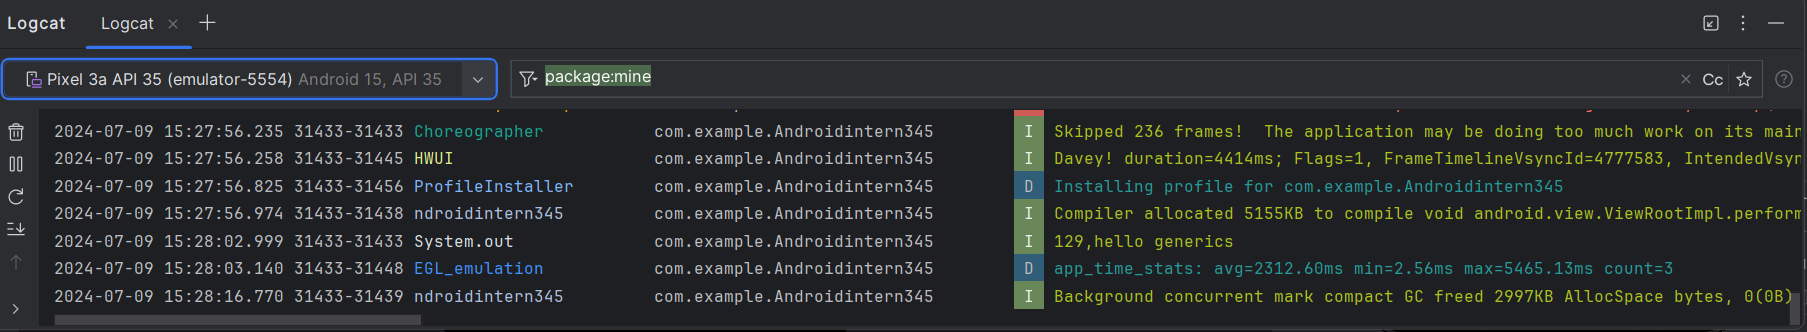 Logcat Logcat
Pixel 3a API 35 (emulator-5554) Android 15, API 35 package:mine Cc
2024-07-09 15:27:56.235 31433-31433 Choreographer com.example.Androidintern345 I Skipped 236 frames!  The application may be doing too much work on its main
2024-07-09 15:27:56.258 31433-31445 HWUI com.example.Androidintern345 I Davey! duration=4414ms; Flags=1, FrameTimelineVsyncId=4777583, IntendedVsyn
2024-07-09 15:27:56.825 31433-31456 ProfileInstaller com.example.Androidintern345 D Installing profile for com.example.Androidintern345
2024-07-09 15:27:56.974 31433-31438 ndroidintern345 com.example.Androidintern345 I Compiler allocated 5155KB to compile void android.view.ViewRootImpl.perform
2024-07-09 15:28:02.999 31433-31433 System.out com.example.Androidintern345 I 129,hello generics
2024-07-09 15:28:03.140 31433-31448 EGL_emulation com.example.Androidintern345 D app_time_stats: avg=2312.60ms min=2.56ms max=5465.13ms count=3
2024-07-09 15:28:16.770 31433-31439 ndroidintern345 com.example.Androidintern345 I Background concurrent mark compact GC freed 2997KB AllocSpace bytes, 0(0B)